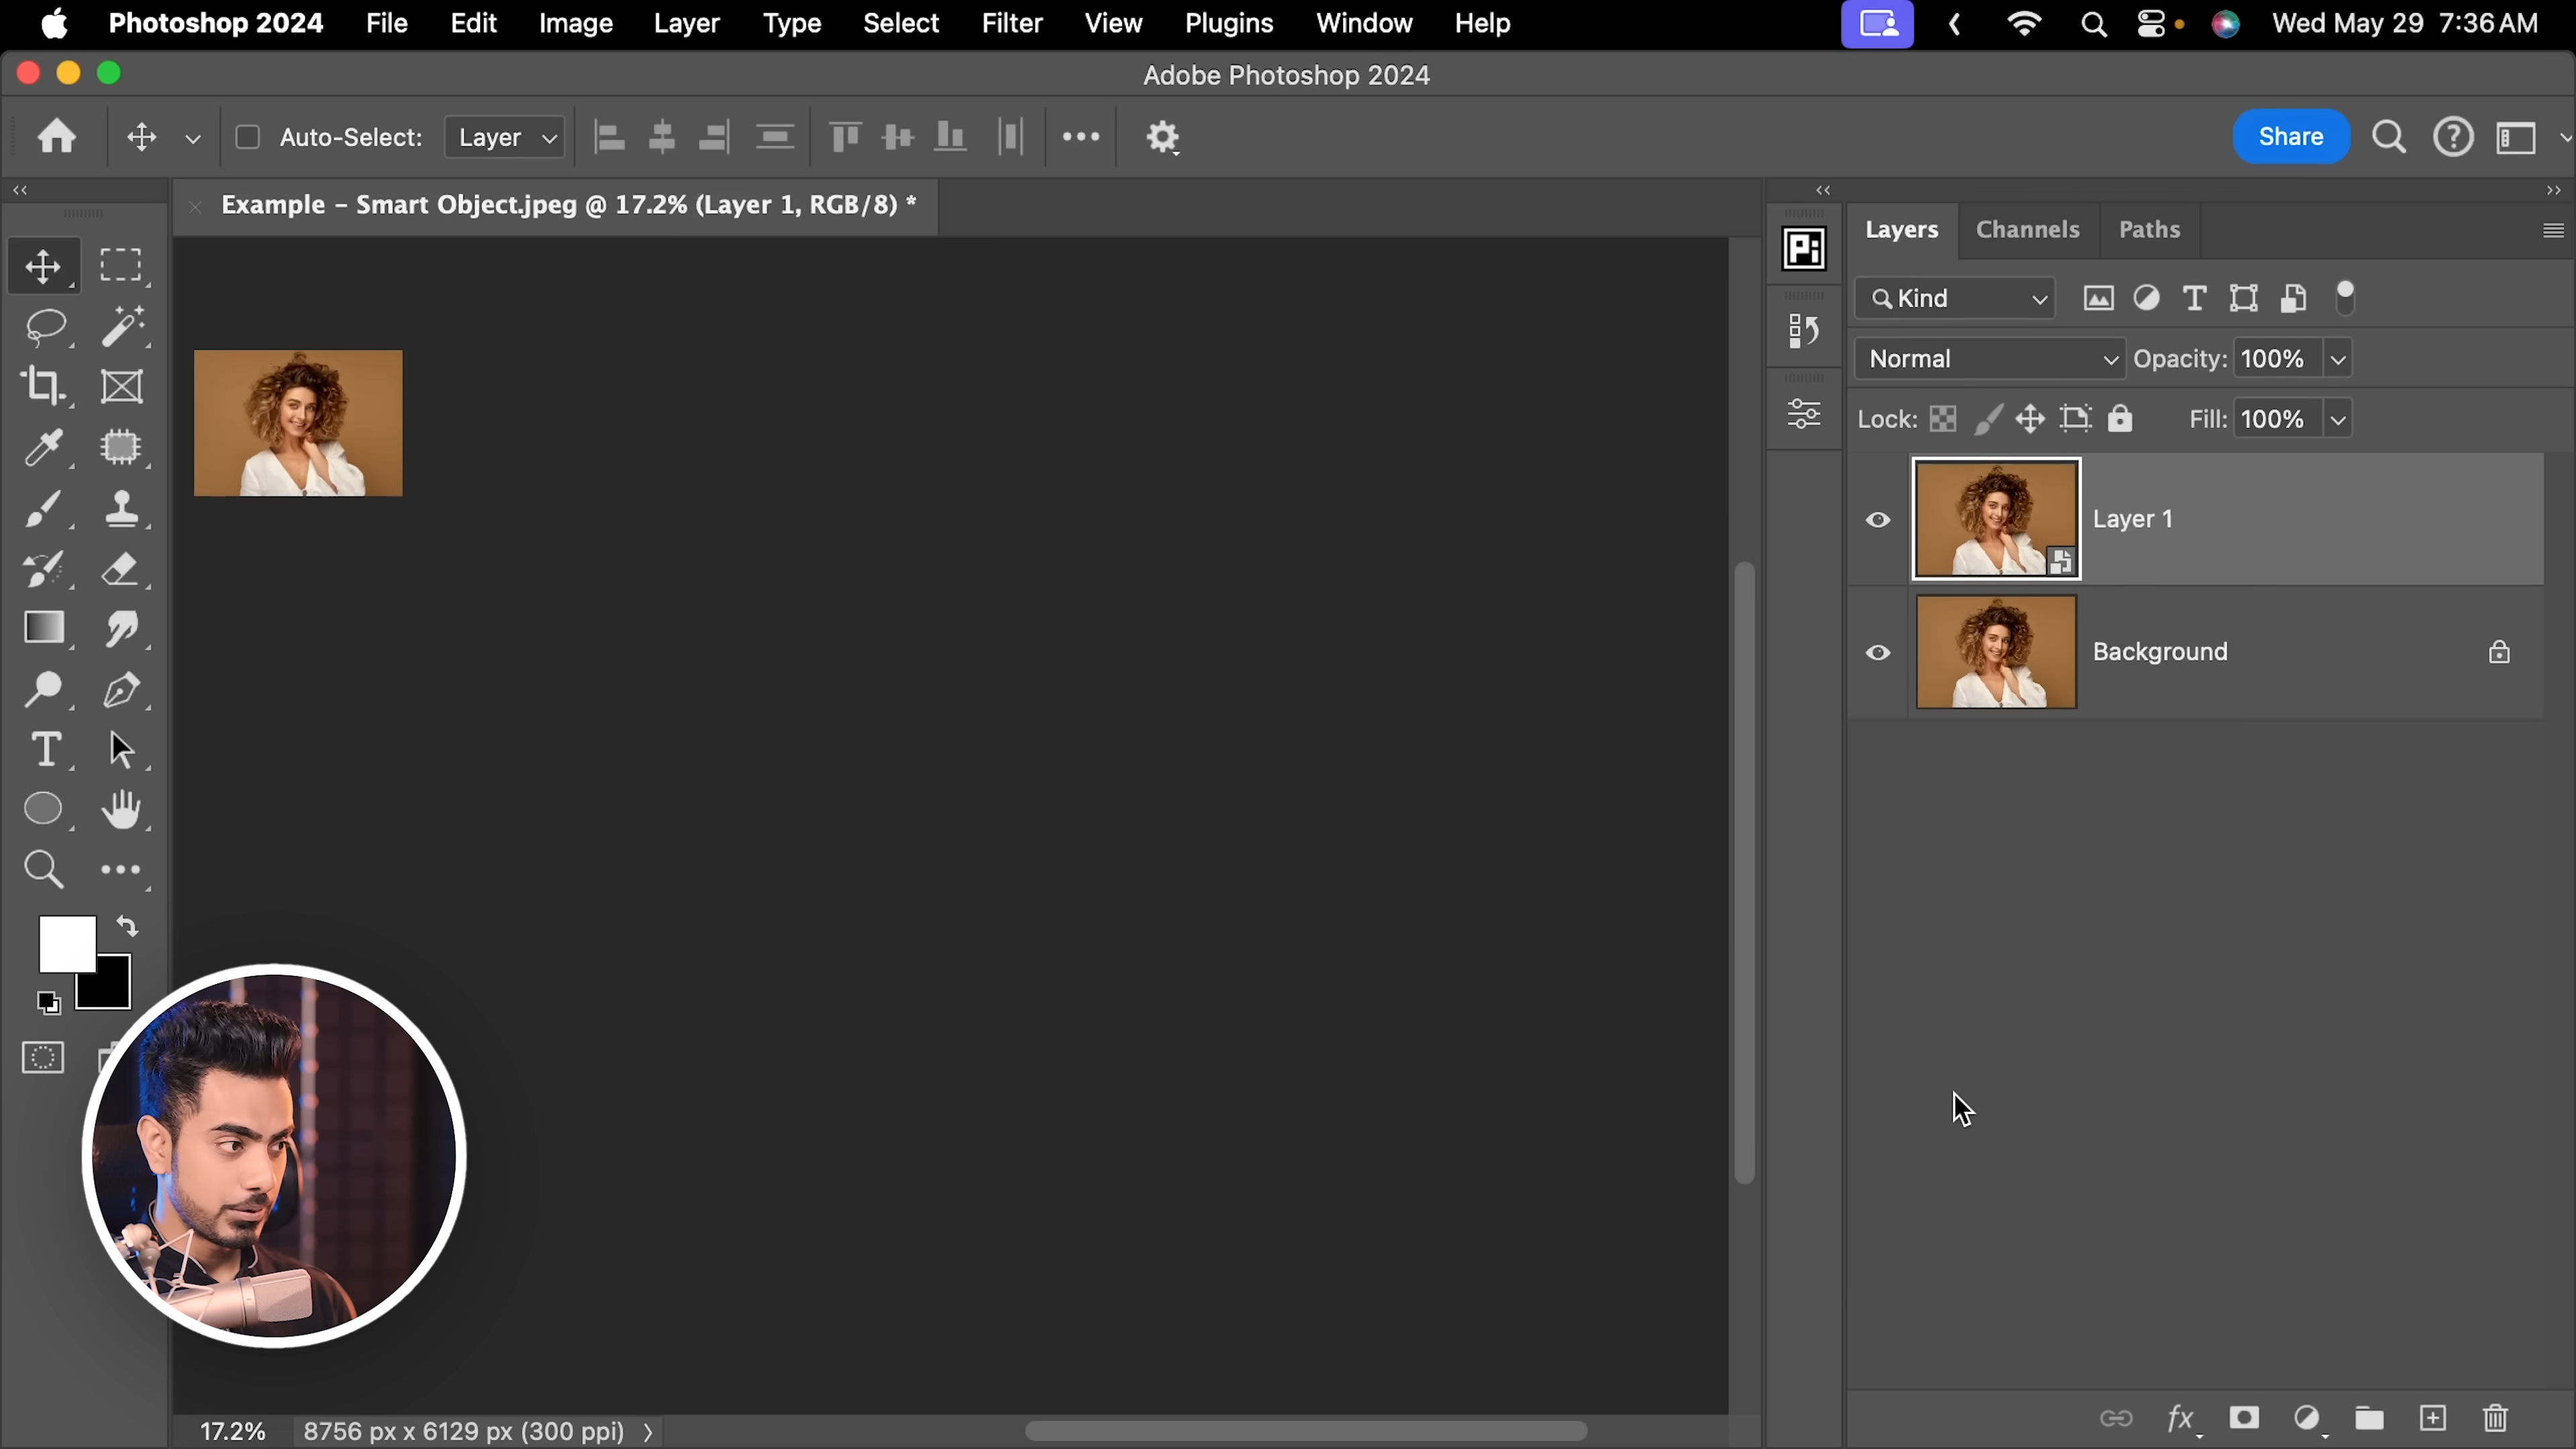 Photoshop 2024 File Edit Image Layer Type Select Filter View Plugins Window Help Wed May 29 7:36 AM
Adobe Photoshop 2024
Auto-Select: Layer Share
Example - Smart Object.jpeg @ 17.2% (Layer 1, RGB/8) *
Layers Channels Paths
Pi
Kind
Normal Opacity: 100%
Lock: Fill: 100%
Layer 1
Background
17.2% 8756 px x 6129 px (300 ppi)
fx